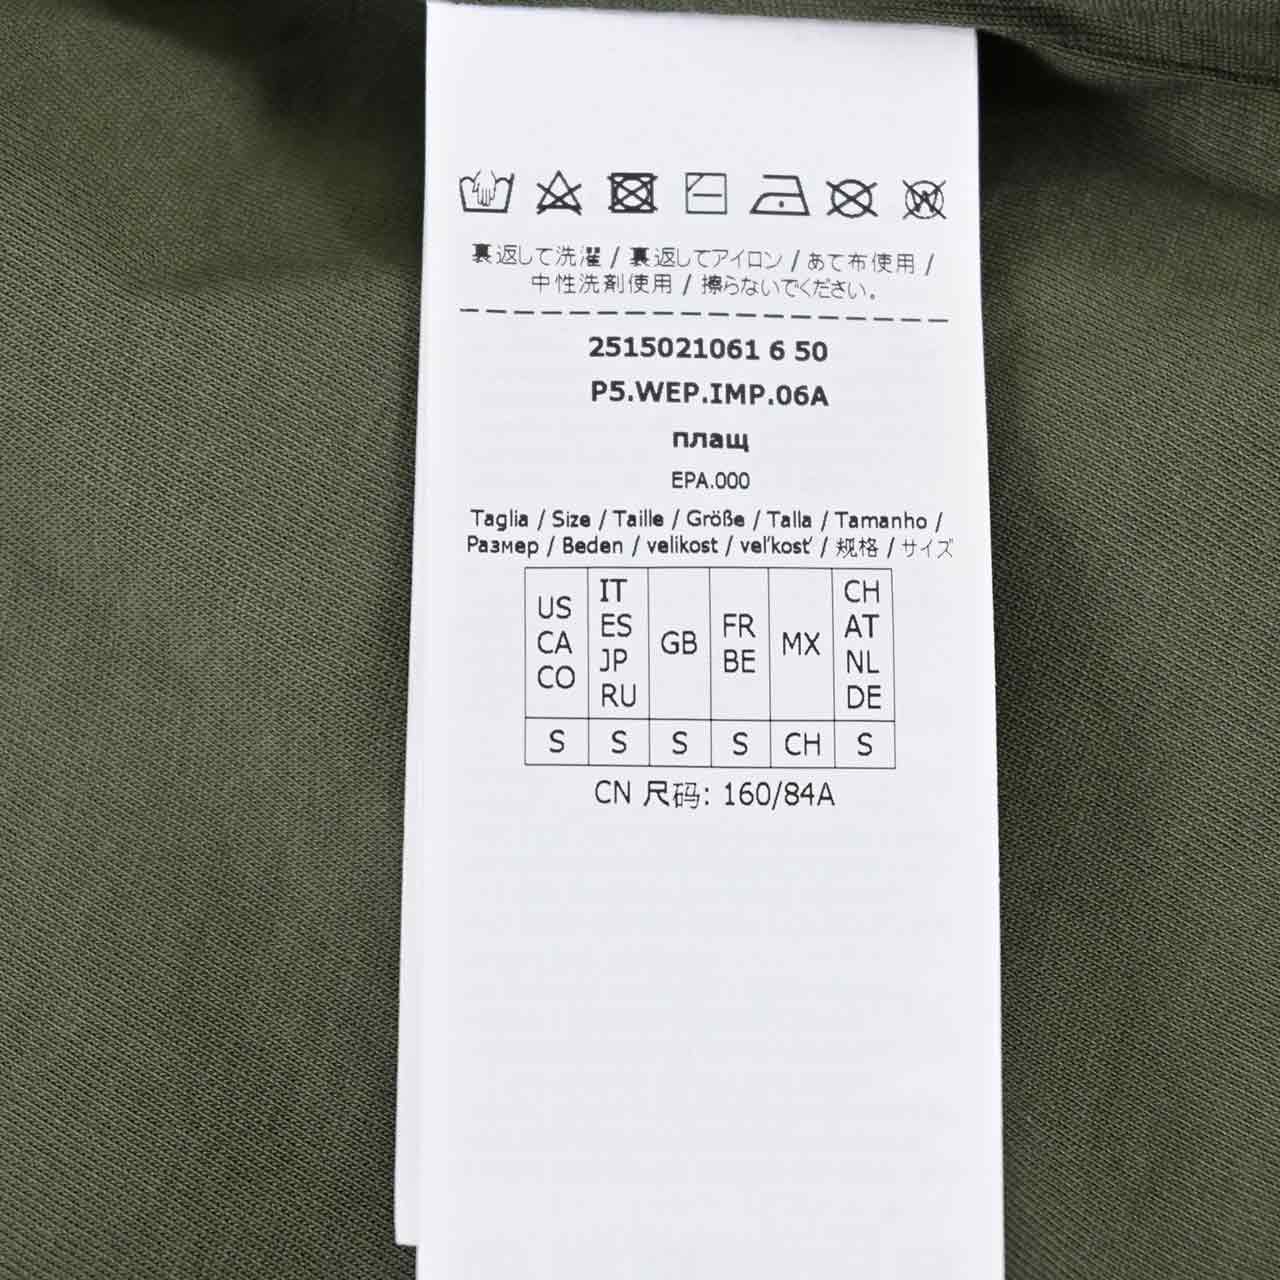 裏返して洗濯 / 裏返してアイロン / あて布使用 /
中性洗剤使用 / 擦らないでください。
2515021061 6 50
P5.WEP.IMP.06A
плащ
EPA.000
Taglia / Size / Taille / Größe / Talla / Tamanho /
Размер / Beden / velikost / veľkosť / 规格 / サイズ
US CA CO
IT ES JP RU
GB
FR BE
MX
CH AT NL DE
S S S S CH S
CN 尺码: 160/84A